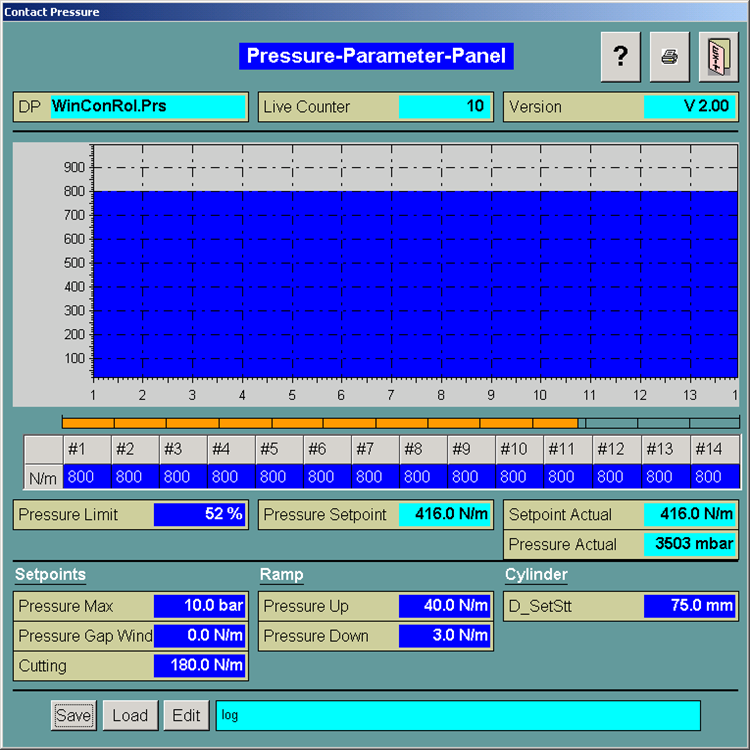 Contact Pressure
Pressure-Parameter-Panel
?
DP WinConRol.Prs Live Counter 10 Version V 2.00
900
800
700
600
500
400
300
200
100
1 2 3 4 5 6 7 8 9 10 11 12 13 1
#1 #2 #3 #4 #5 #6 #7 #8 #9 #10 #11 #12 #13 #14
N/m 800 800 800 800 800 800 800 800 800 800 800 800 800 800
Pressure Limit 52 % Pressure Setpoint 416.0 N/m Setpoint Actual 416.0 N/m
Pressure Actual 3503 mbar
Setpoints Ramp Cylinder
Pressure Max 10.0 bar Pressure Up 40.0 N/m D_SetStt 75.0 mm
Pressure Gap Wind 0.0 N/m Pressure Down 3.0 N/m
Cutting 180.0 N/m
Save Load Edit log